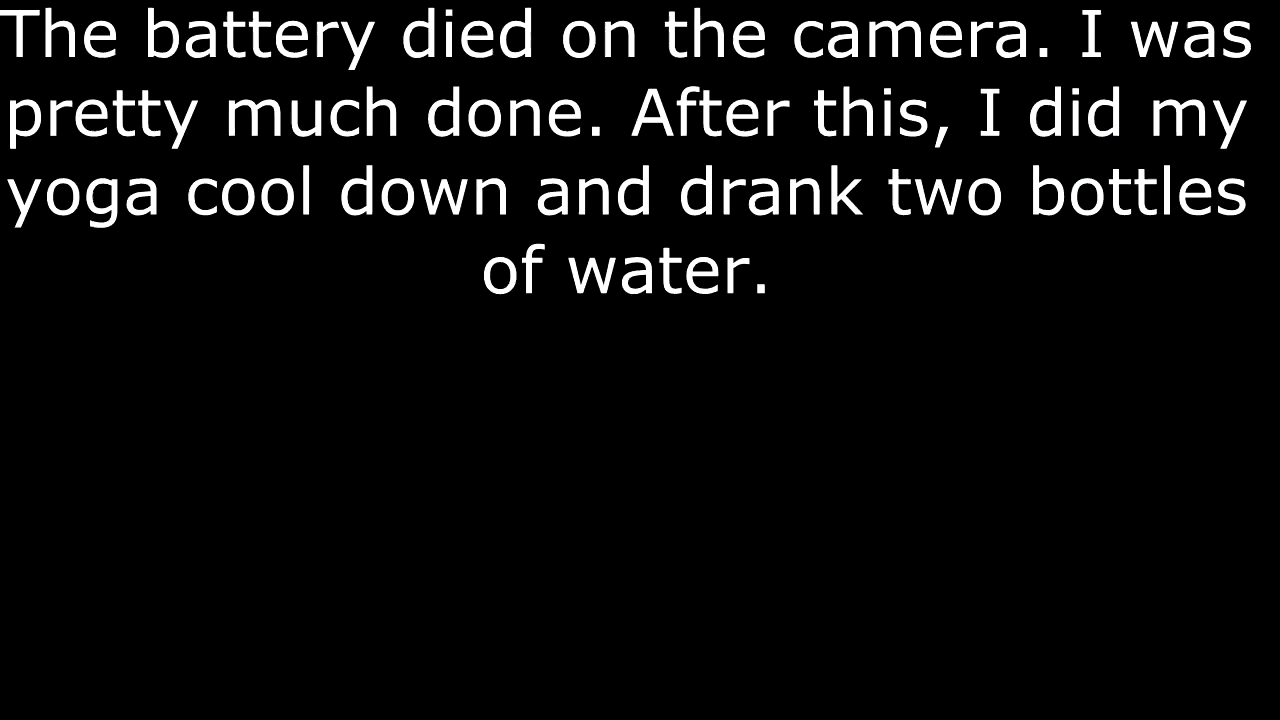 The battery died on the camera. I was
pretty much done. After this, I did my
yoga cool down and drank two bottles
of water.